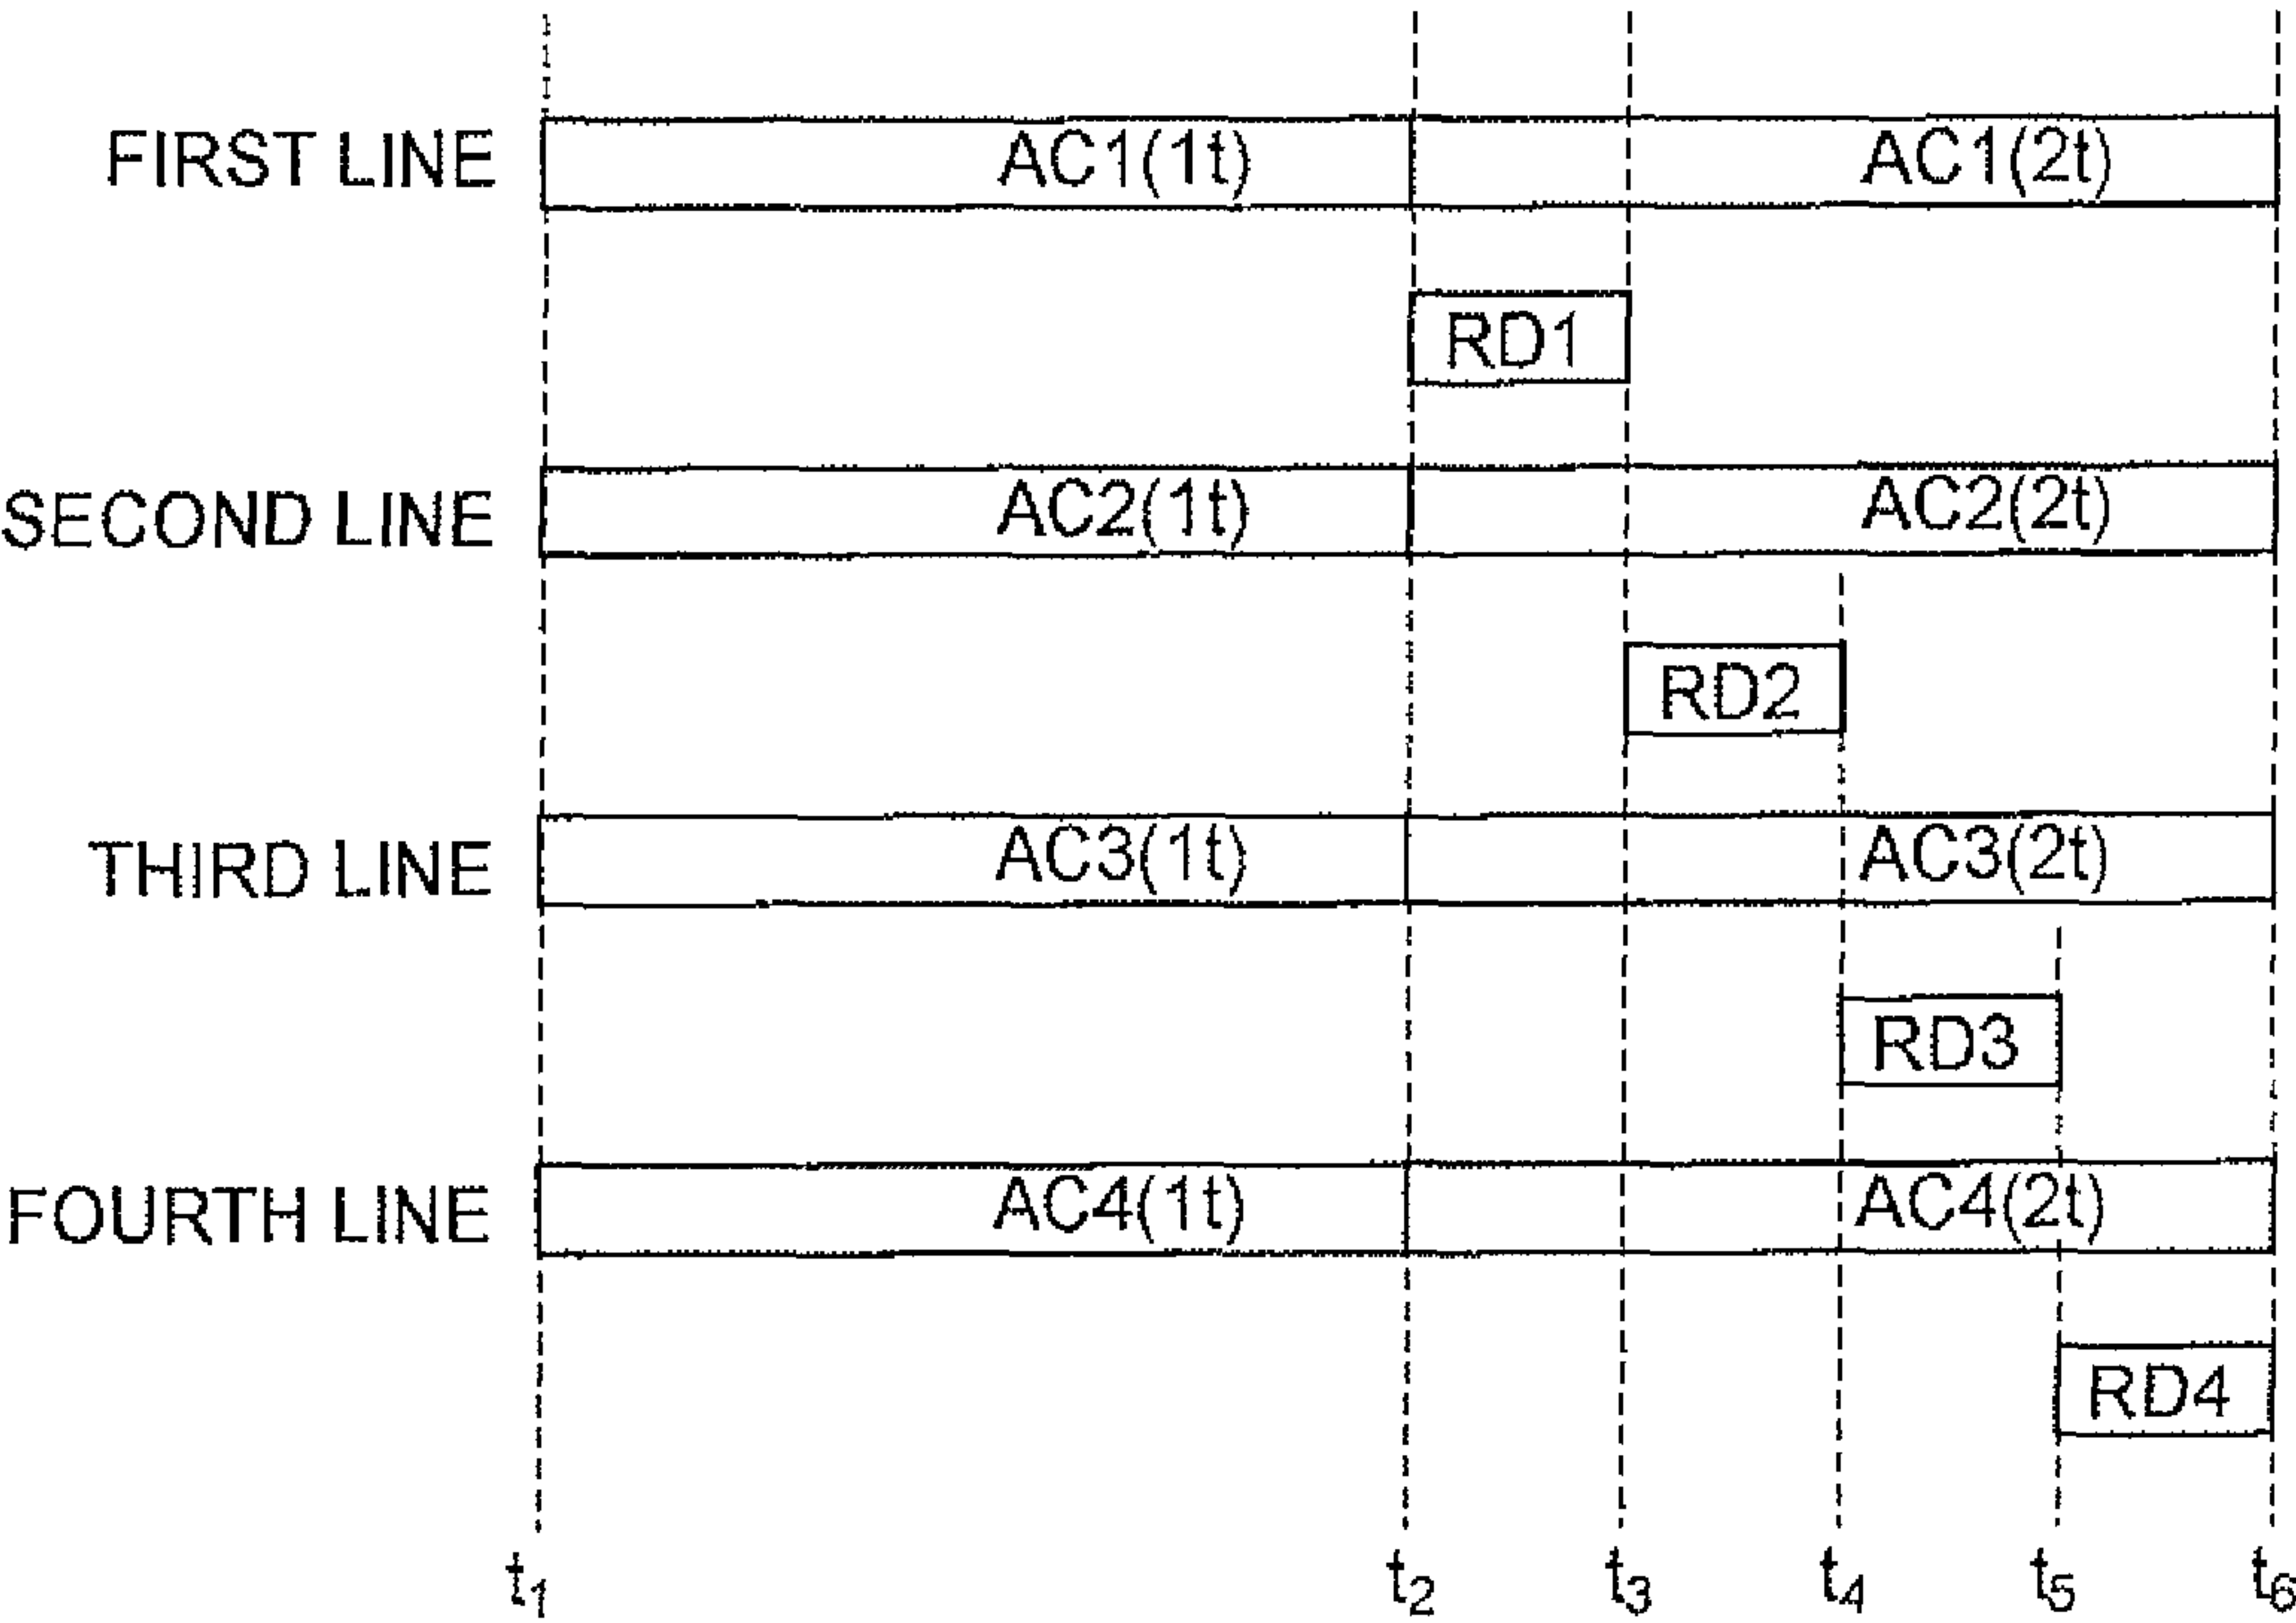 FIRST LINE AC1(1t) AC1(2t)
RD1
SECOND LINE AC2(1t) AC2(2t)
RD2
THIRD LINE AC3(1t) AC3(2t)
RD3
FOURTH LINE AC4(1t) AC4(2t)
RD4
t1 t2 t3 t4 t5 t6